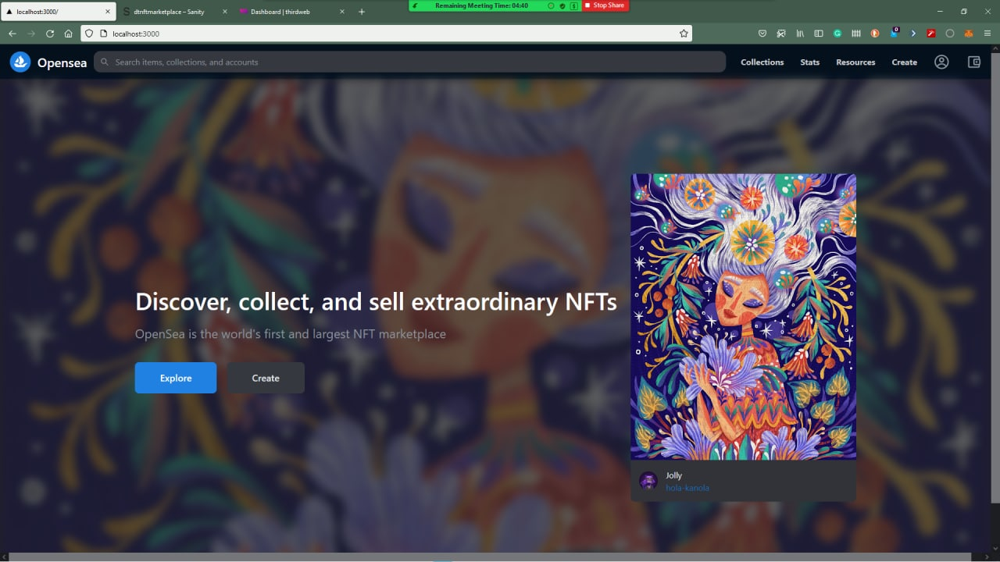 Remaining Meeting Time: 04:40
Stop Share
localhost:3000/
dtnftmarketplace – Sanity
Dashboard | thirdweb
localhost:3000
0
Opensea
Search items, collections, and accounts
Collections
Stats
Resources
Create
Discover, collect, and sell extraordinary NFTs
OpenSea is the world's first and largest NFT marketplace
Explore
Create
Jolly
hola-kanola